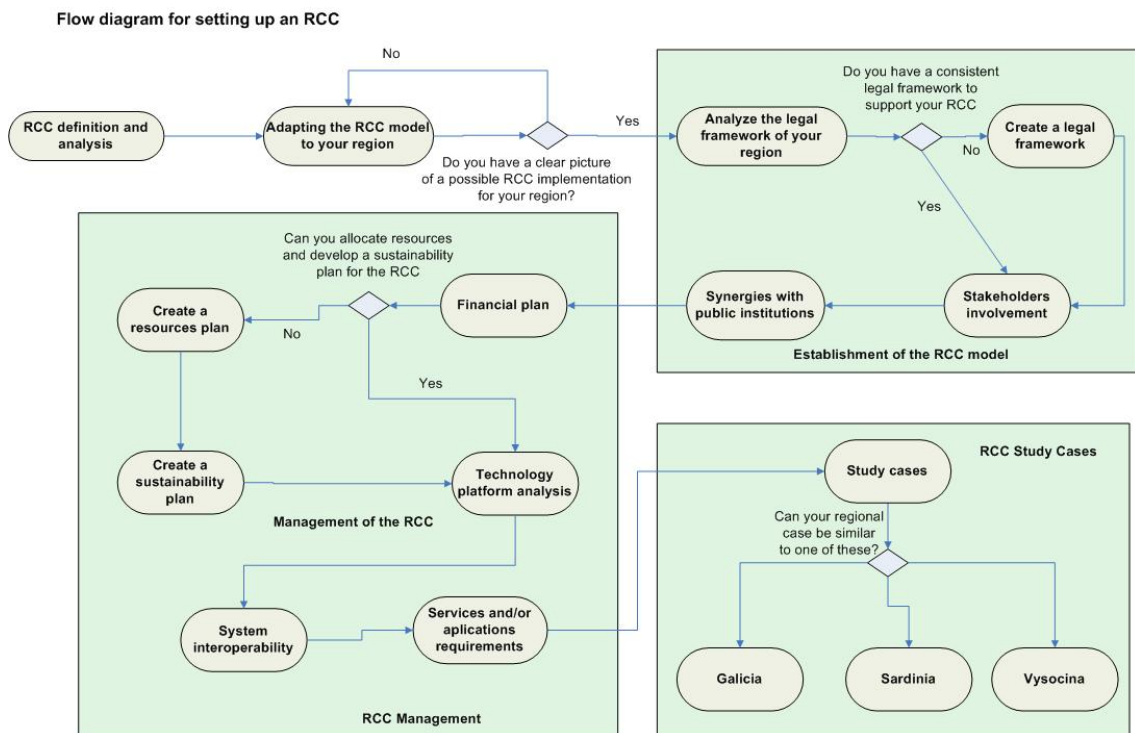 Flow diagram for setting up an RCC
No
RCC definition and
analysis
Adapting the RCC model
to your region
Yes
Do you have a clear picture
of a possible RCC implementation
for your region?
Do you have a consistent
legal framework to
support your RCC
Analyze the legal
framework of your
region
No
Create a legal
framework
Yes
Stakeholders
involvement
Synergies with
public institutions
Establishment of the RCC model
Can you allocate resources
and develop a sustainability
plan for the RCC
Financial plan
Create a
resources plan
No
Yes
Create a
sustainability
plan
Technology
platform analysis
Management of the RCC
System
interoperability
Services and/or
aplications
requirements
RCC Management
RCC Study Cases
Study cases
Can your regional
case be similar
to one of these?
Galicia
Sardinia
Vysocina